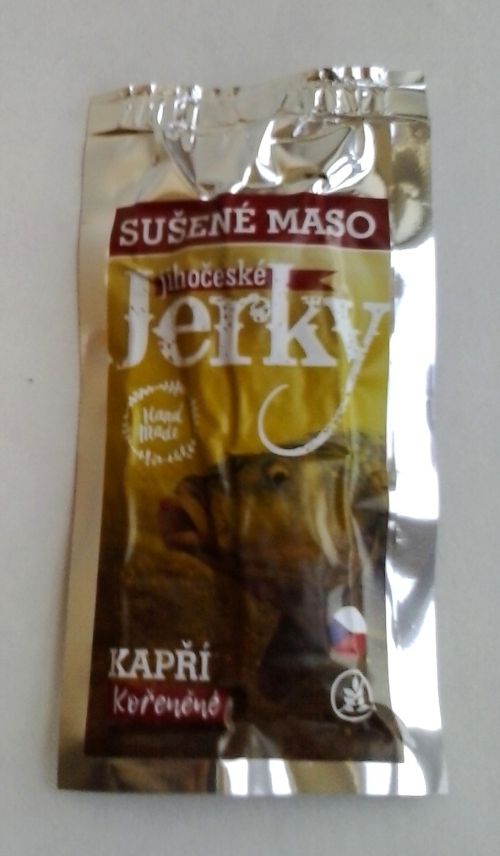 SUŠENÉ MASO
Jihočeské
Jerky
Hand
Made
KAPŘÍ
Kořeněné